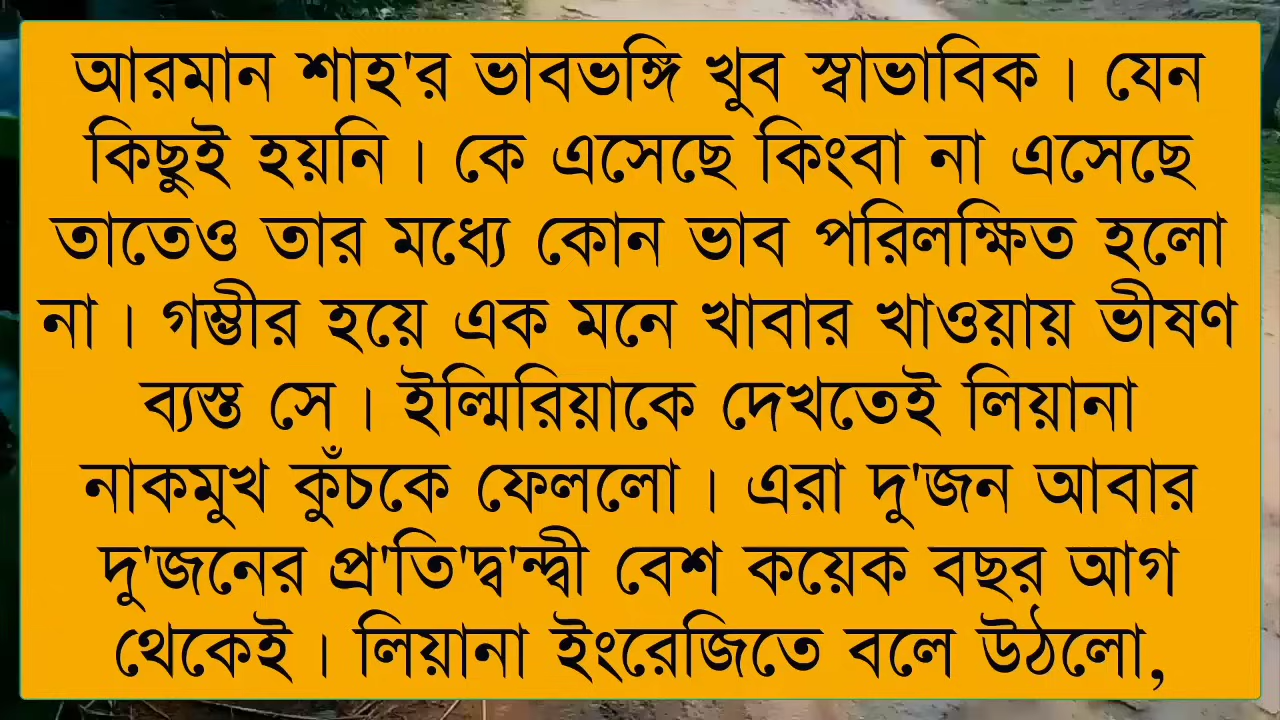 আরমান শাহ'র ভাবভঙ্গি খুব স্বাভাবিক। যেন
কিছুই হয়নি। কে এসেছে কিংবা না এসেছে
তাতেও তার মধ্যে কোন ভাব পরিলক্ষিত হলো
না। গম্ভীর হয়ে এক মনে খাবার খাওয়ায় ভীষণ
ব্যস্ত সে। ইল্মিরিয়াকে দেখতেই লিয়ানা
নাকমুখ কুঁচকে ফেললো। এরা দু'জন আবার
দু'জনের প্র'তি'দ্ব'ন্দ্বী বেশ কয়েক বছর আগ
থেকেই। লিয়ানা ইংরেজিতে বলে উঠলো,